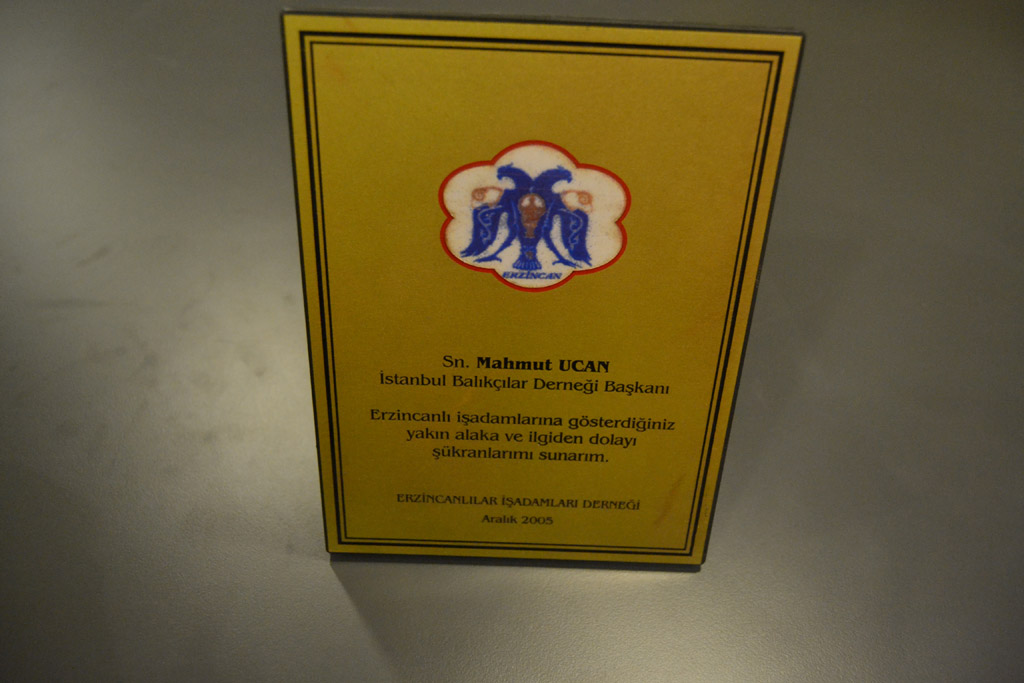 ERZİNCAN
Sn. Mahmut UCAN
İstanbul Balıkçılar Derneği Başkanı
Erzincanlı işadamlarına gösterdiğiniz
yakın alaka ve ilgiden dolayı
şükranlarımı sunarım.
ERZİNCANLILAR İŞADAMLARI DERNEĞİ
Aralık 2005